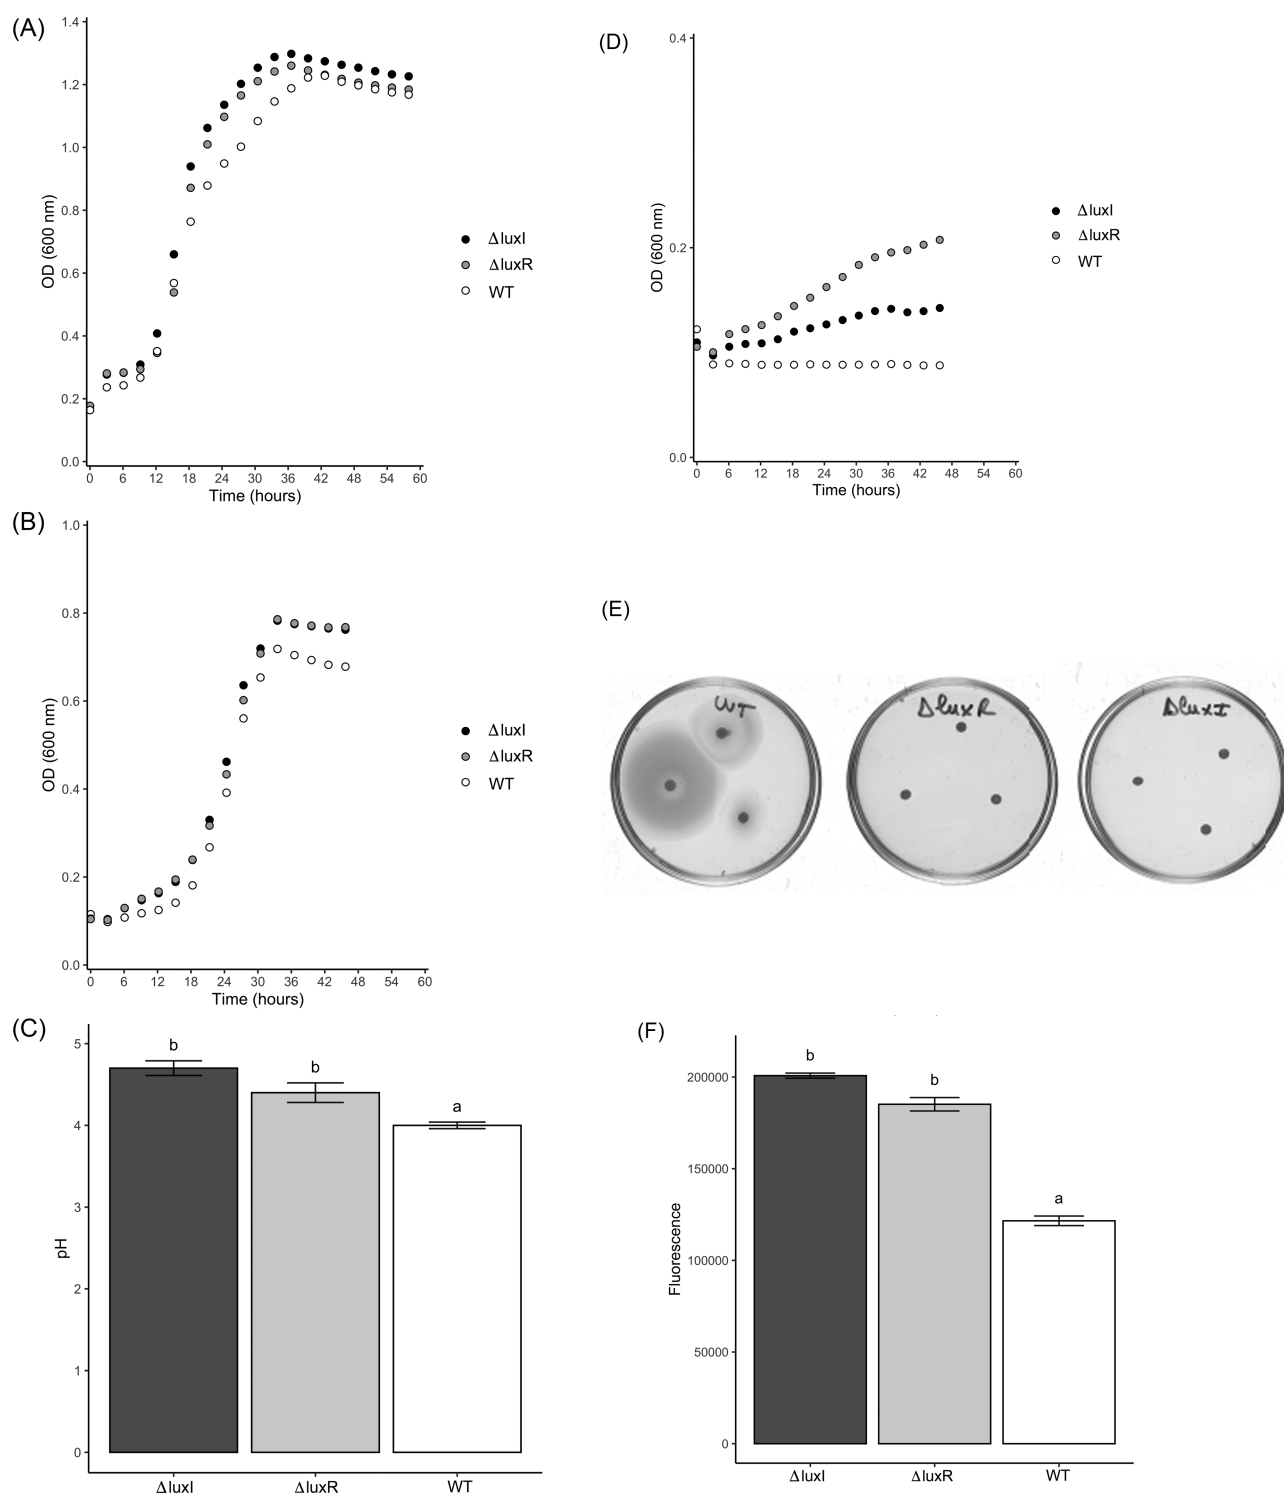 (A)
1.4
1.2
1.0
0.8
0.6
0.4
0.2
0.0
OD (600 nm)
0 6 12 18 24 30 36 42 48 54 60
Time (hours)
ΔluxI
ΔluxR
WT
(B)
1.0
0.8
0.6
0.4
0.2
0.0
OD (600 nm)
0 6 12 18 24 30 36 42 48 54 60
Time (hours)
ΔluxI
ΔluxR
WT
(C)
5
4
3
2
1
0
pH
b
b
a
ΔluxI ΔluxR WT
(D)
0.4
0.2
0.0
OD (600 nm)
0 6 12 18 24 30 36 42 48 54 60
Time (hours)
ΔluxI
ΔluxR
WT
(E)
WT
ΔluxR
ΔluxI
(F)
200000
150000
100000
50000
0
Fluorescence
b
b
a
ΔluxI ΔluxR WT